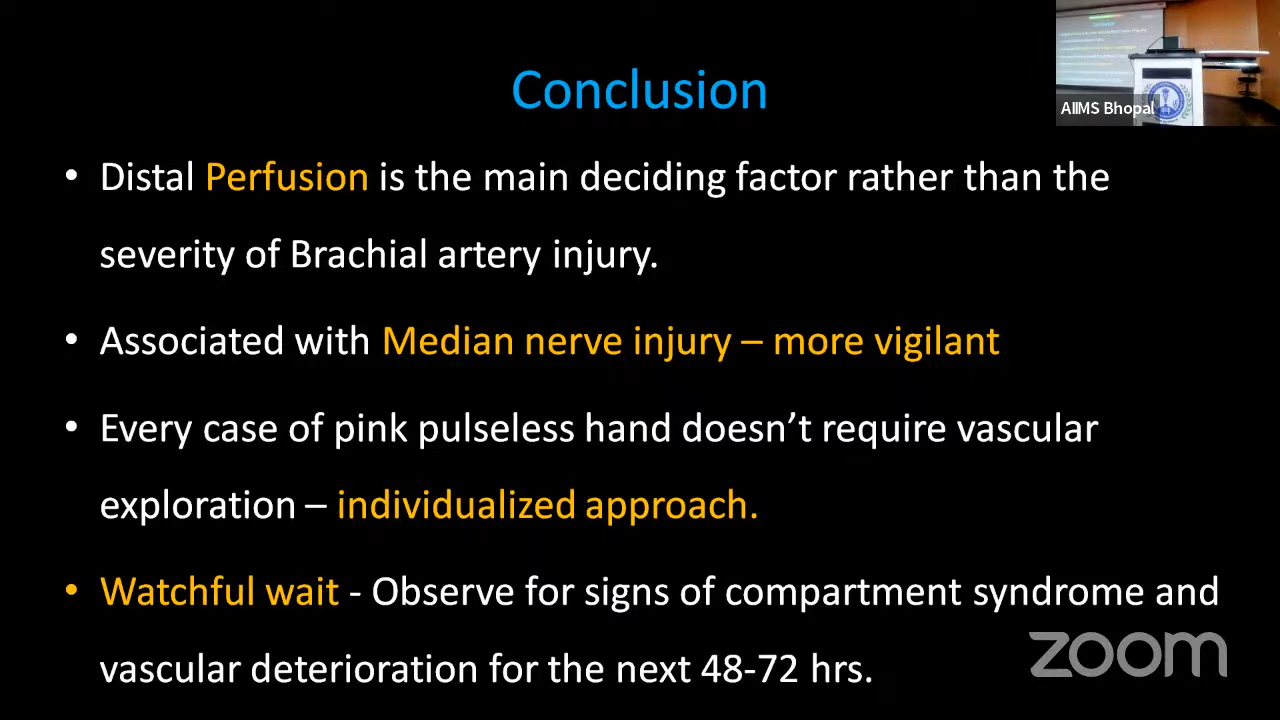 Conclusion
AIIMS Bhopal
• Distal Perfusion is the main deciding factor rather than the
severity of Brachial artery injury.
• Associated with Median nerve injury – more vigilant
• Every case of pink pulseless hand doesn’t require vascular
exploration – individualized approach.
• Watchful wait - Observe for signs of compartment syndrome and
vascular deterioration for the next 48-72 hrs.
zoom